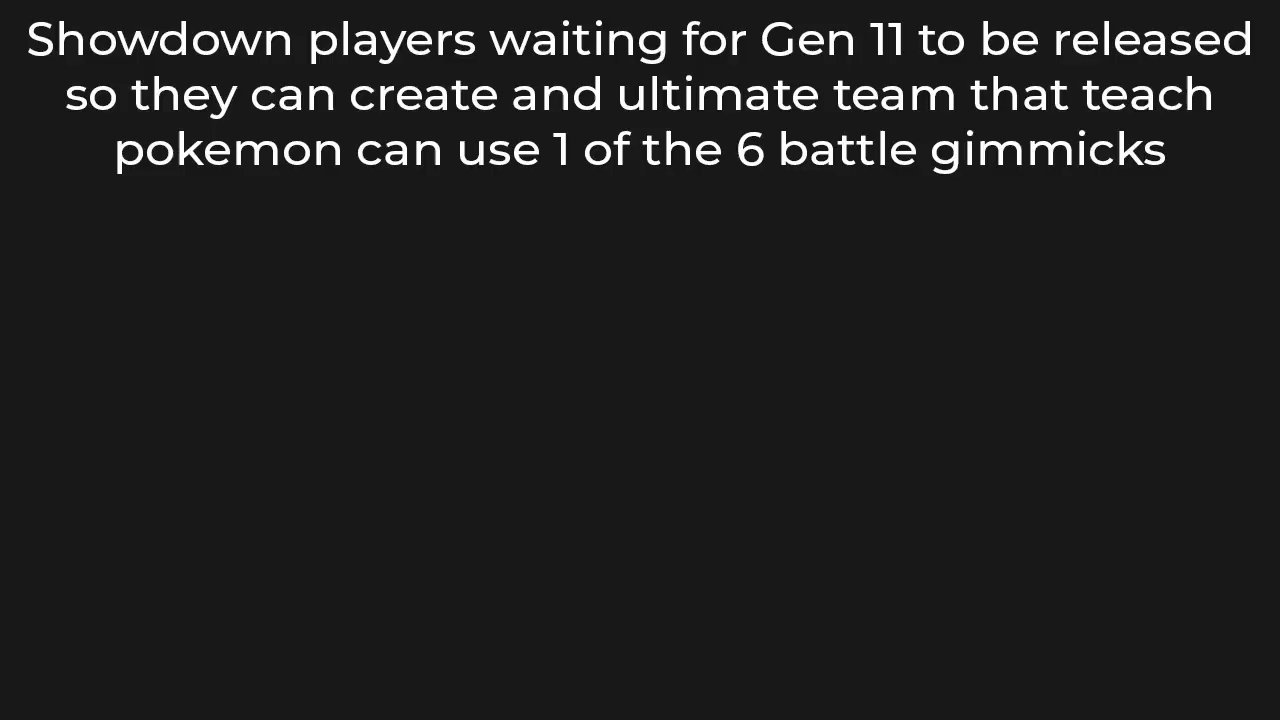 Showdown players waiting for Gen 11 to be released
so they can create and ultimate team that teach
pokemon can use 1 of the 6 battle gimmicks